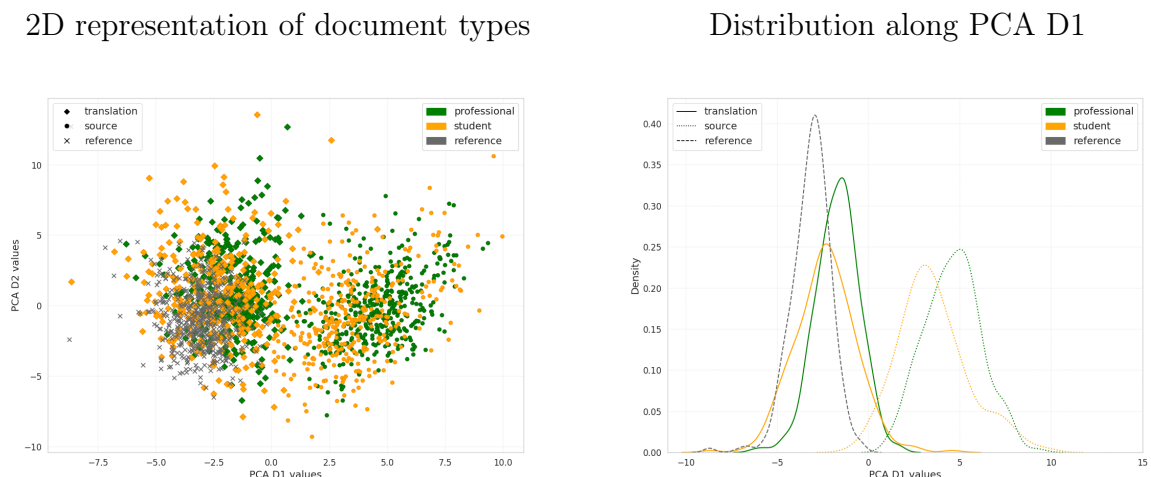 2D representation of document types
Distribution along PCA D1
translation
source
reference
professional
student
reference
10
5
0
−5
−10
PCA D2 values
−7.5
−5.0
−2.5
0.0
2.5
5.0
7.5
10.0
PCA D1 values
translation
source
reference
professional
student
reference
0.40
0.35
0.30
0.25
0.20
0.15
0.10
0.05
0.00
Density
−10
−5
0
5
10
15
PCA D1 values